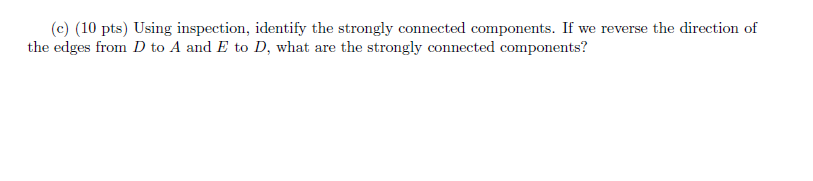 (c) (10 pts) Using inspection, identify the strongly connected components. If we reverse the direction of
the edges from D to A and E to D, what are the strongly connected components?